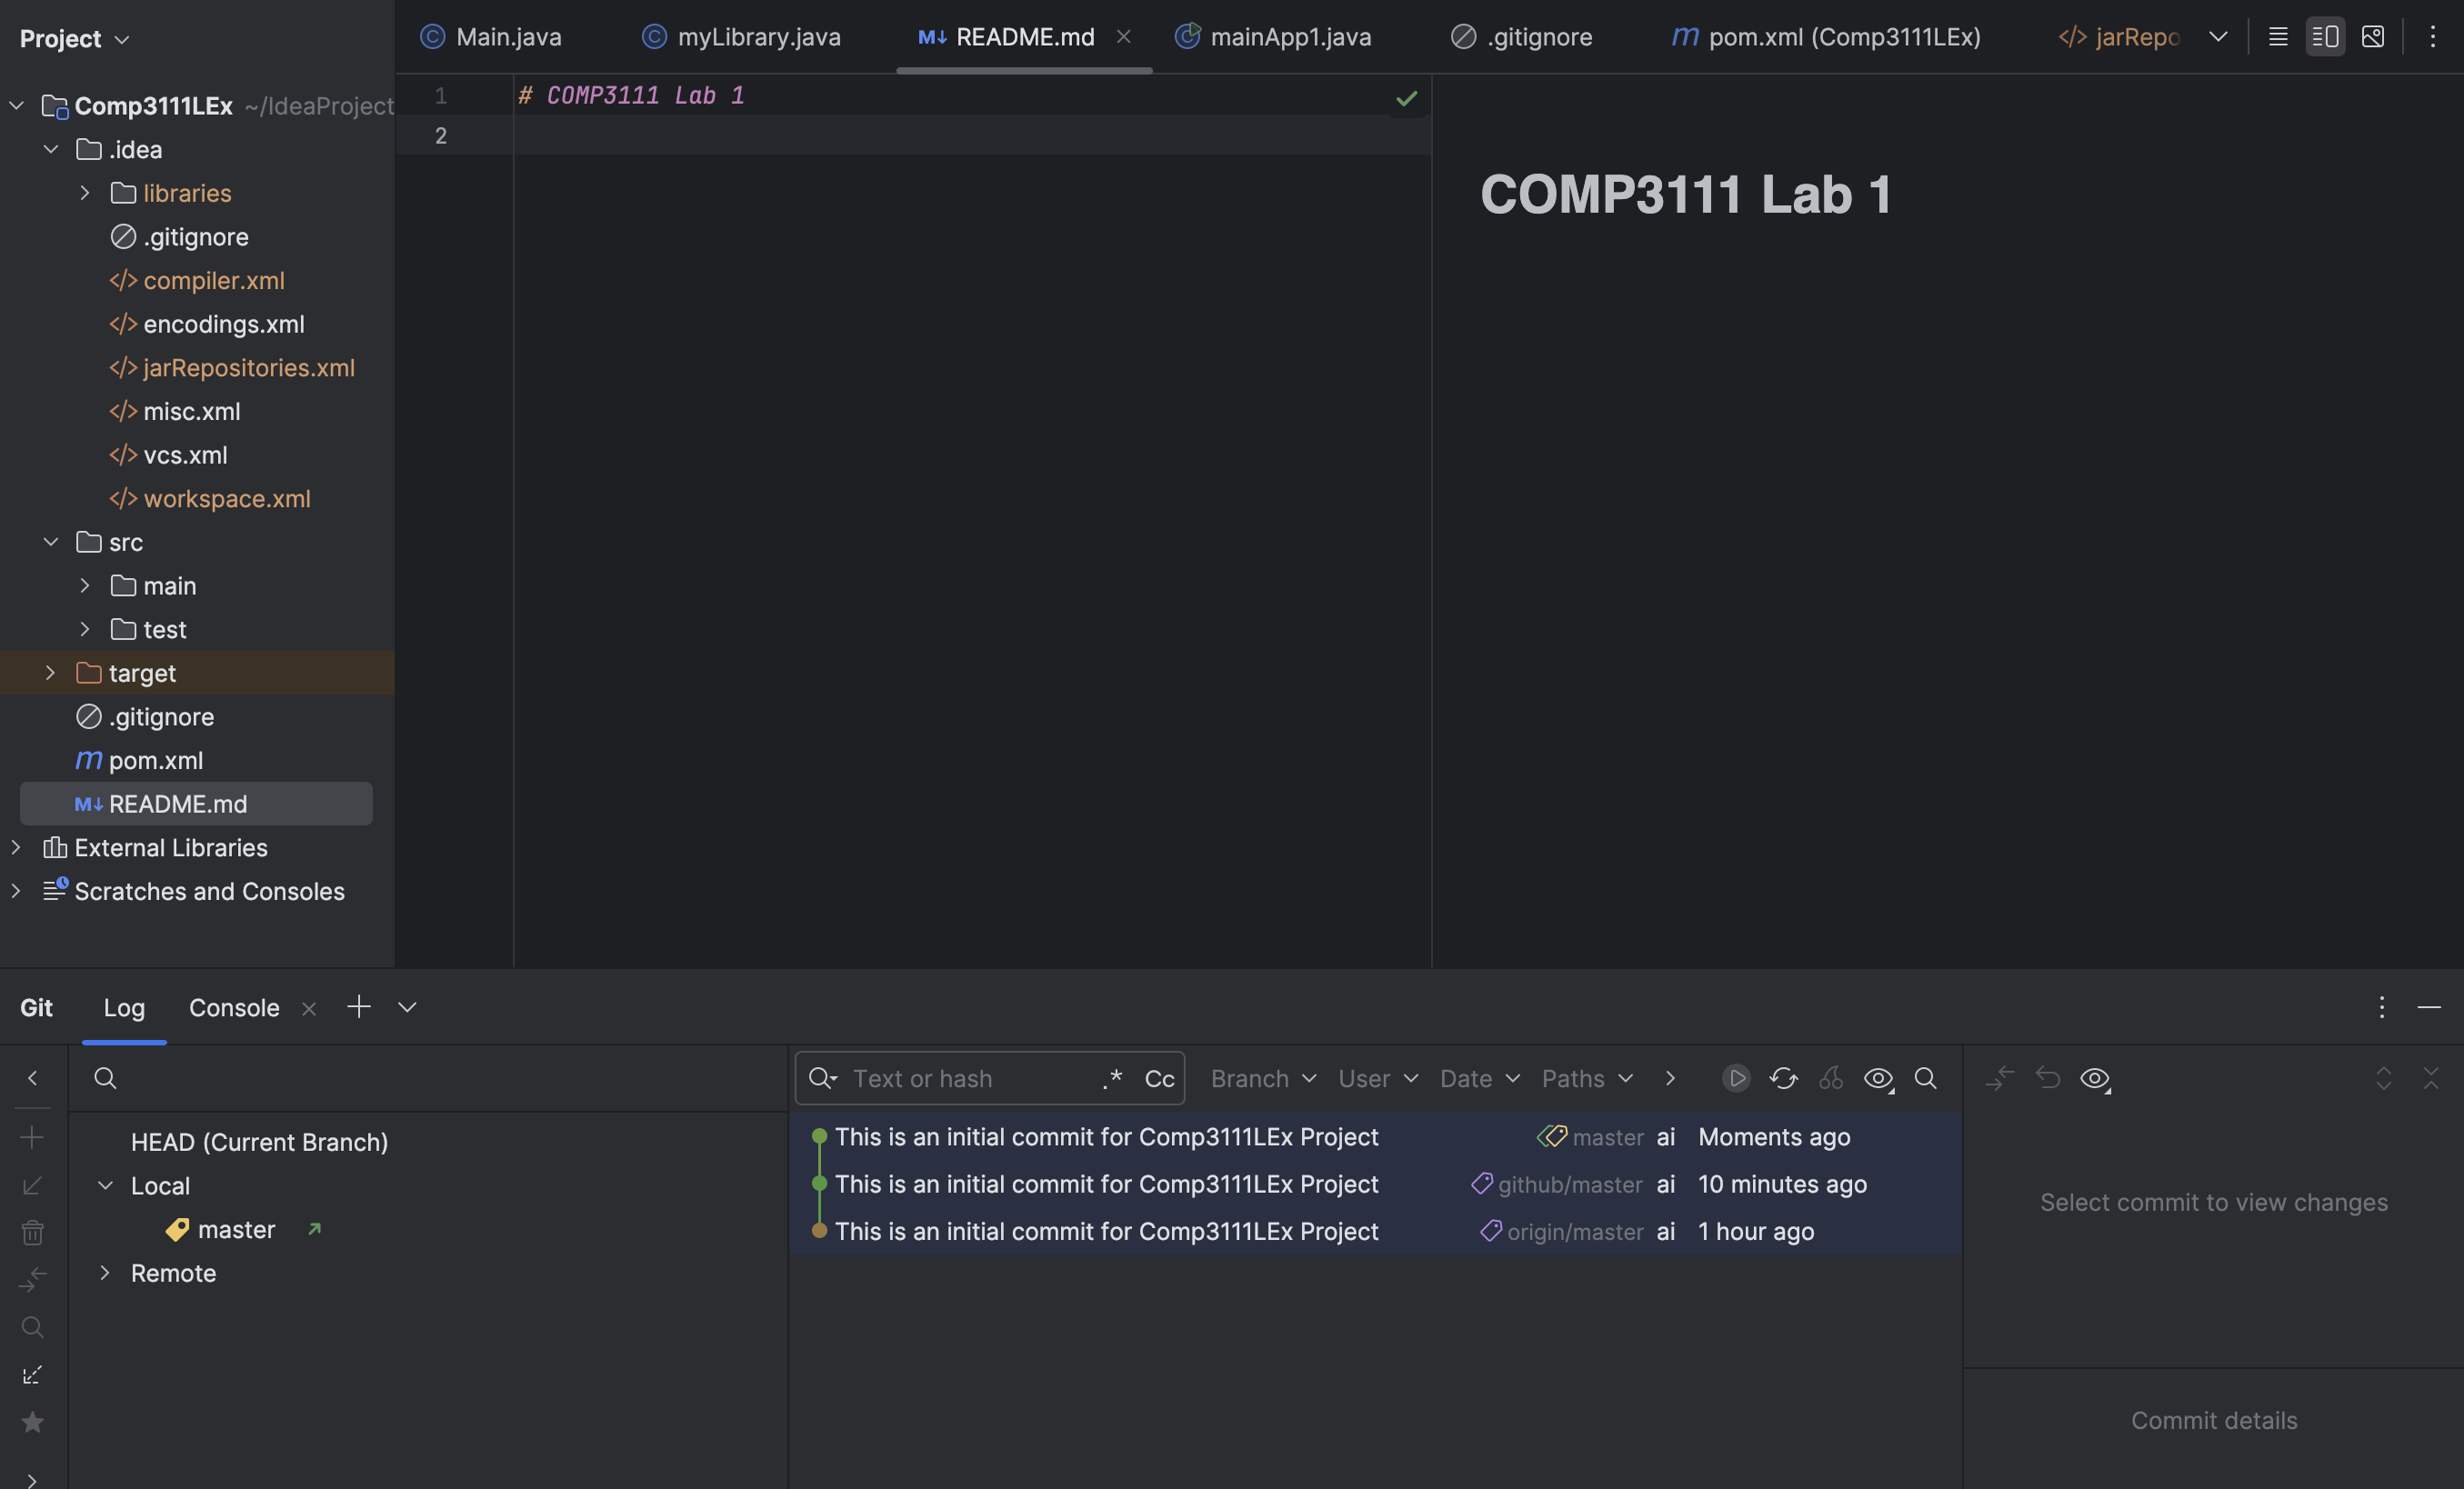 Project
Main.java
myLibrary.java
M↓ README.md
mainApp1.java
.gitignore
m pom.xml (Comp3111LEx)
</> jarRepo
Comp3111LEx ~/IdeaProject
.idea
libraries
.gitignore
</> compiler.xml
</> encodings.xml
</> jarRepositories.xml
</> misc.xml
</> vcs.xml
</> workspace.xml
src
main
test
target
.gitignore
m pom.xml
M↓ README.md
External Libraries
Scratches and Consoles
1 # COMP3111 Lab 1
2
COMP3111 Lab 1
Git
Log
Console
HEAD (Current Branch)
Local
master
Remote
Text or hash .* Cc
Branch
User
Date
Paths
This is an initial commit for Comp3111LEx Project master ai Moments ago
This is an initial commit for Comp3111LEx Project github/master ai 10 minutes ago
This is an initial commit for Comp3111LEx Project origin/master ai 1 hour ago
Select commit to view changes
Commit details